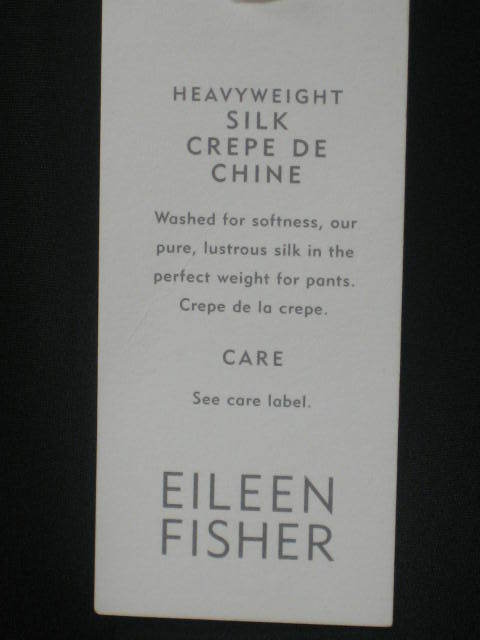 HEAVYWEIGHT
SILK
CREPE DE
CHINE
Washed for softness, our
pure, lustrous silk in the
perfect weight for pants.
Crepe de la crepe.
CARE
See care label.
EILEEN
FISHER